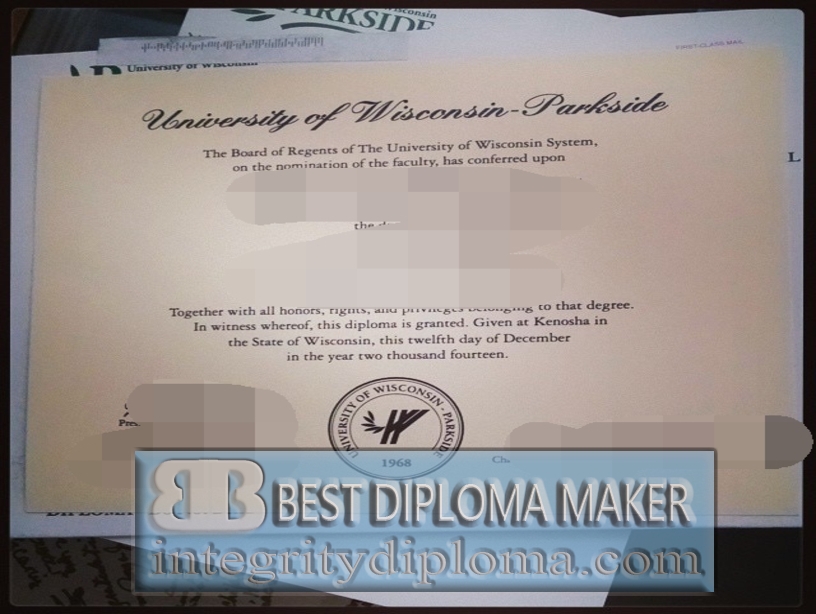 Wisconsin
PARKSIDE
FIRST-CLASS MAIL
University of Wisconsin
University of Wisconsin-Parkside
The Board of Regents of The University of Wisconsin System,
on the nomination of the faculty, has conferred upon
the
Together with all honors, rights, and privileges belonging to that degree.
In witness whereof, this diploma is granted. Given at Kenosha in
the State of Wisconsin, this twelfth day of December
in the year two thousand fourteen.
UNIVERSITY OF WISCONSIN - PARKSIDE
1968
BEST DIPLOMA MAKER
integritydiploma.com